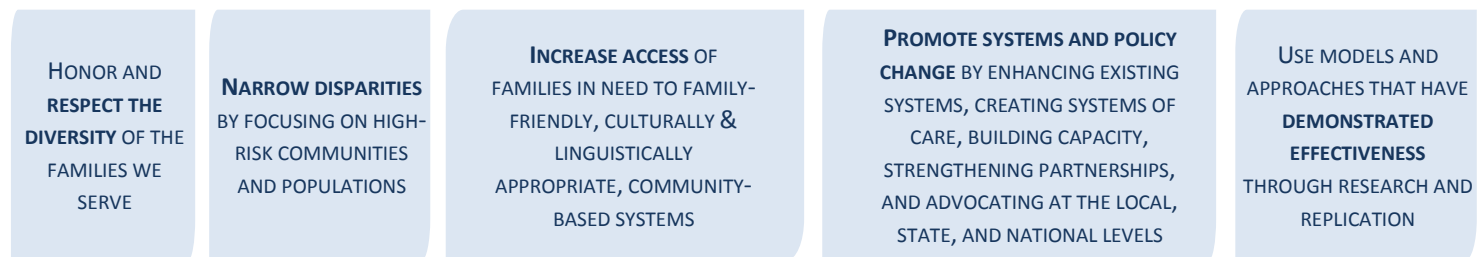 HONOR AND
RESPECT THE
DIVERSITY OF THE
FAMILIES WE
SERVE
NARROW DISPARITIES
BY FOCUSING ON HIGH-
RISK COMMUNITIES
AND POPULATIONS
INCREASE ACCESS OF
FAMILIES IN NEED TO FAMILY-
FRIENDLY, CULTURALLY &
LINGUISTICALLY
APPROPRIATE, COMMUNITY-
BASED SYSTEMS
PROMOTE SYSTEMS AND POLICY
CHANGE BY ENHANCING EXISTING
SYSTEMS, CREATING SYSTEMS OF
CARE, BUILDING CAPACITY,
STRENGTHENING PARTNERSHIPS,
AND ADVOCATING AT THE LOCAL,
STATE, AND NATIONAL LEVELS
USE MODELS AND
APPROACHES THAT HAVE
DEMONSTRATED
EFFECTIVENESS
THROUGH RESEARCH AND
REPLICATION